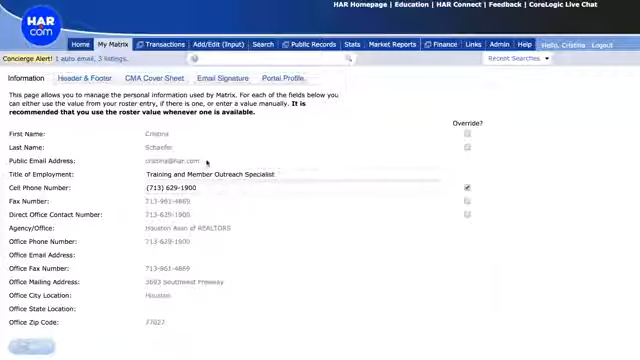 HAR Homepage | Education | HAR Connect | Feedback | CoreLogic Live Chat
HAR
com
Home My Matrix Transactions Add/Edit (Input) Search Public Records Stats Market Reports Finance Links Admin Help Hello, Cristina Logout
Concierge Alert! 1 auto email, 3 listings. Recent Searches
Information Header & Footer CMA Cover Sheet Email Signature Portal Profile
This page allows you to manage the personal information used by Matrix. For each of the fields below you
can either use the value from your roster entry, if there is one, or enter a value manually. It is
recommended that you use the roster value whenever one is available.
Override?
First Name: Cristina
Last Name: Schaefer
Public Email Address: cristina@har.com
Title of Employment: Training and Member Outreach Specialist
Cell Phone Number: (713) 629-1900
Fax Number: 713-961-4869
Direct Office Contact Number: 713-629-1900
Agency/Office: Houston Assn of REALTORS
Office Phone Number: 713-629-1900
Office Email Address:
Office Fax Number: 713-961-4869
Office Mailing Address: 3693 Southwest Freeway
Office City Location: Houston
Office State Location:
Office Zip Code: 77027